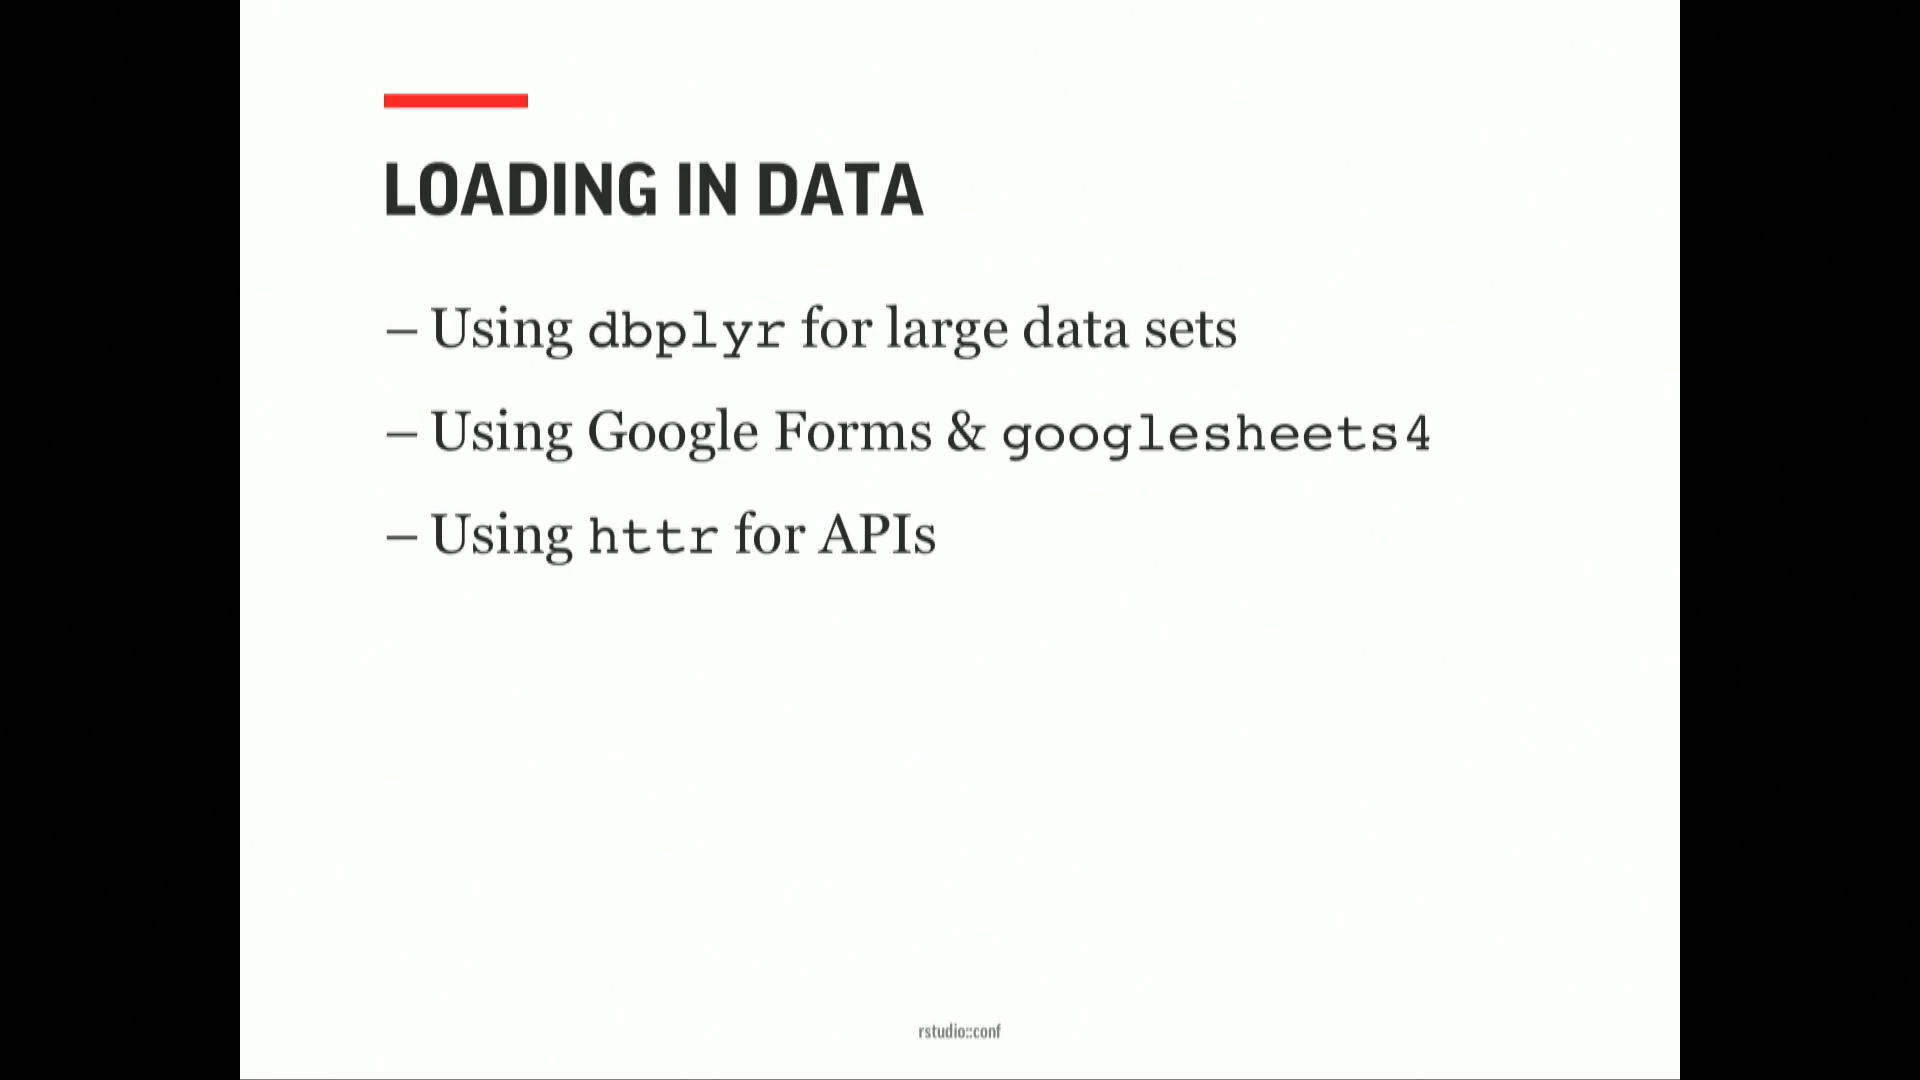 LOADING IN DATA
– Using dbplyr for large data sets
– Using Google Forms & googlesheets4
– Using httr for APIs
rstudio::conf